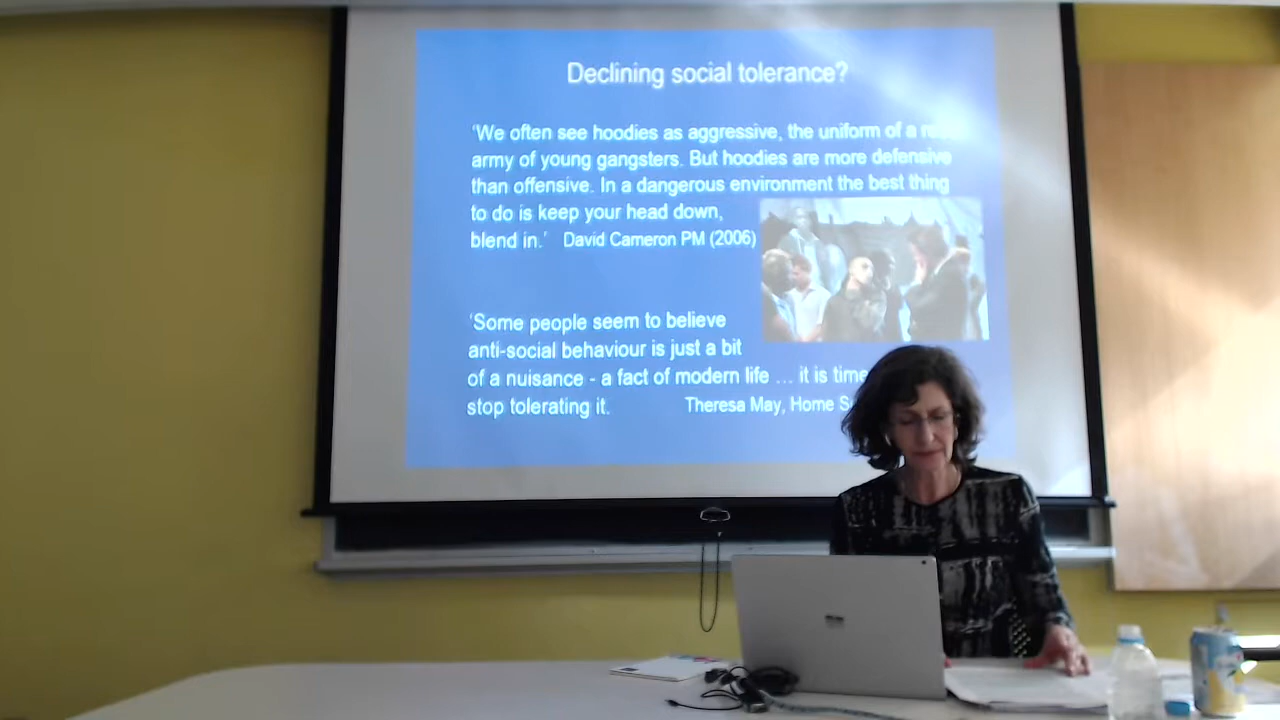 Declining social tolerance?
'We often see hoodies as aggressive, the uniform of a
army of young gangsters. But hoodies are more defensive
than offensive. In a dangerous environment the best thing
to do is keep your head down,
blend in.' David Cameron PM (2006)
'Some people seem to believe
anti-social behaviour is just a bit
of a nuisance - a fact of modern life ... it is time
stop tolerating it. Theresa May, Home